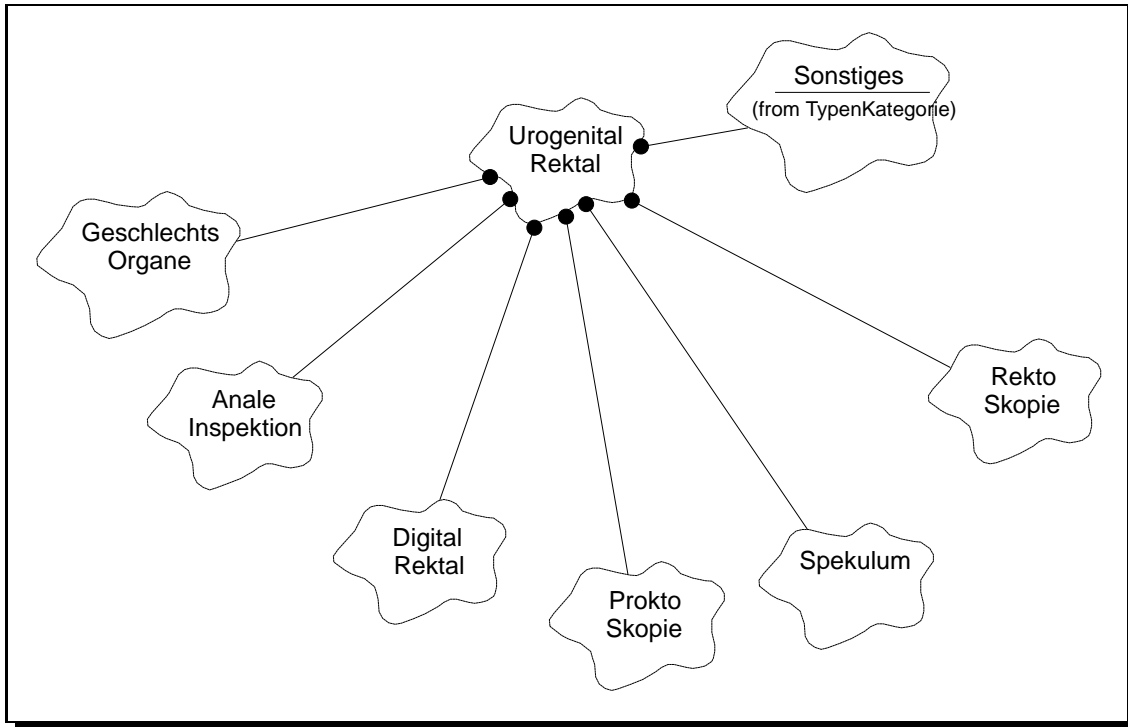 Sonstiges
(from TypenKategorie)
Urogenital
Rektal
Geschlechts
Organe
Anale
Inspektion
Digital
Rektal
Prokto
Skopie
Spekulum
Rekto
Skopie